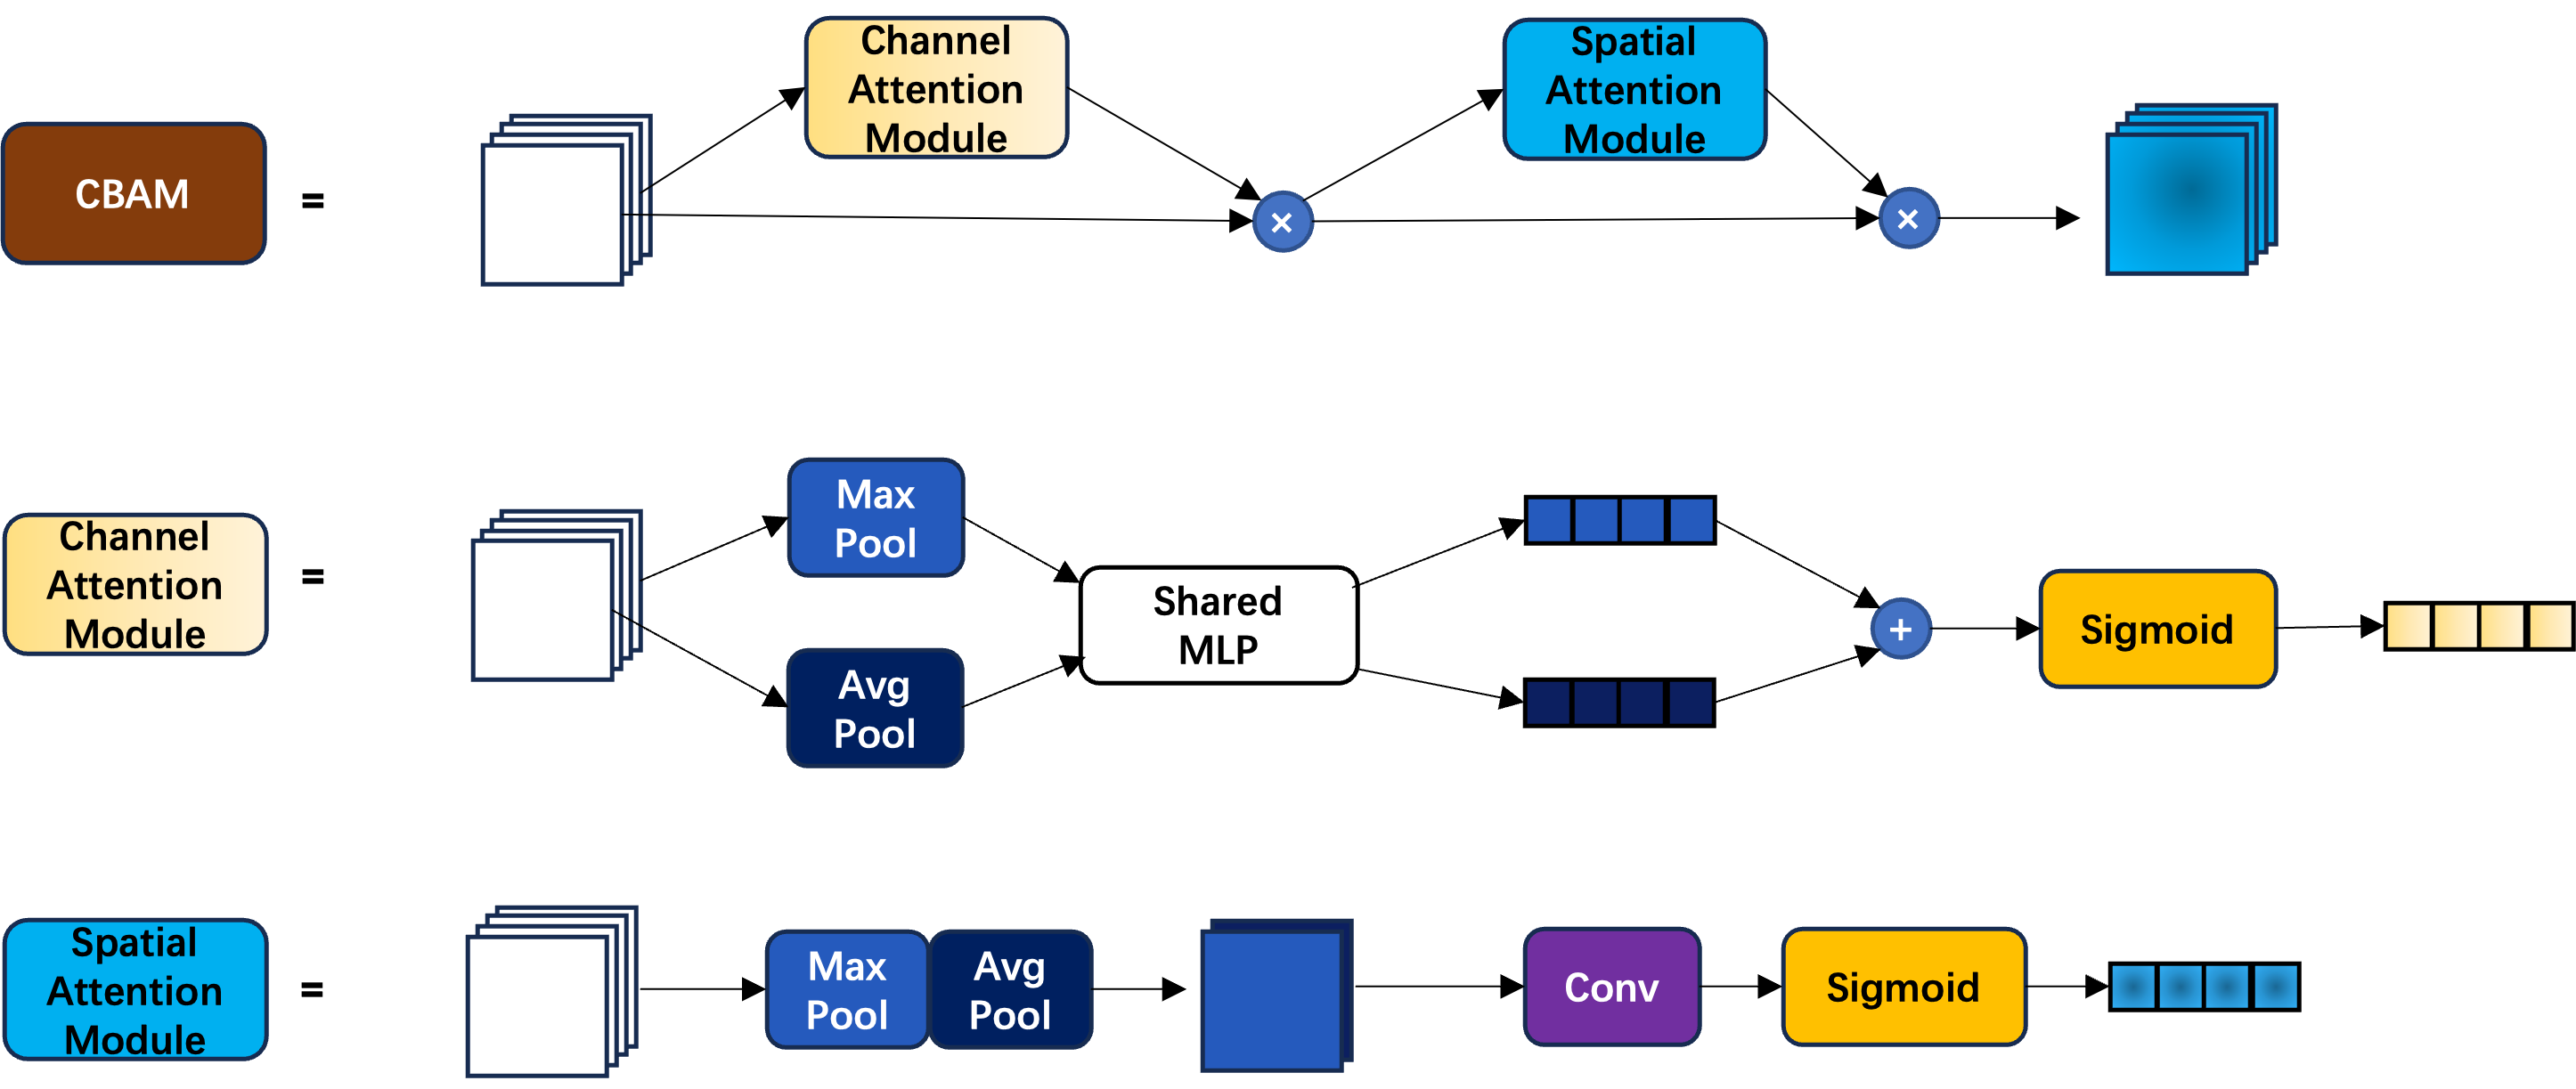 Channel
Attention
Module
Spatial
Attention
Module
CBAM
=
×
×
Max
Pool
Channel
Attention
Module
=
Shared
MLP
Avg
Pool
+
Sigmoid
Spatial
Attention
Module
=
Max
Pool
Avg
Pool
Conv
Sigmoid